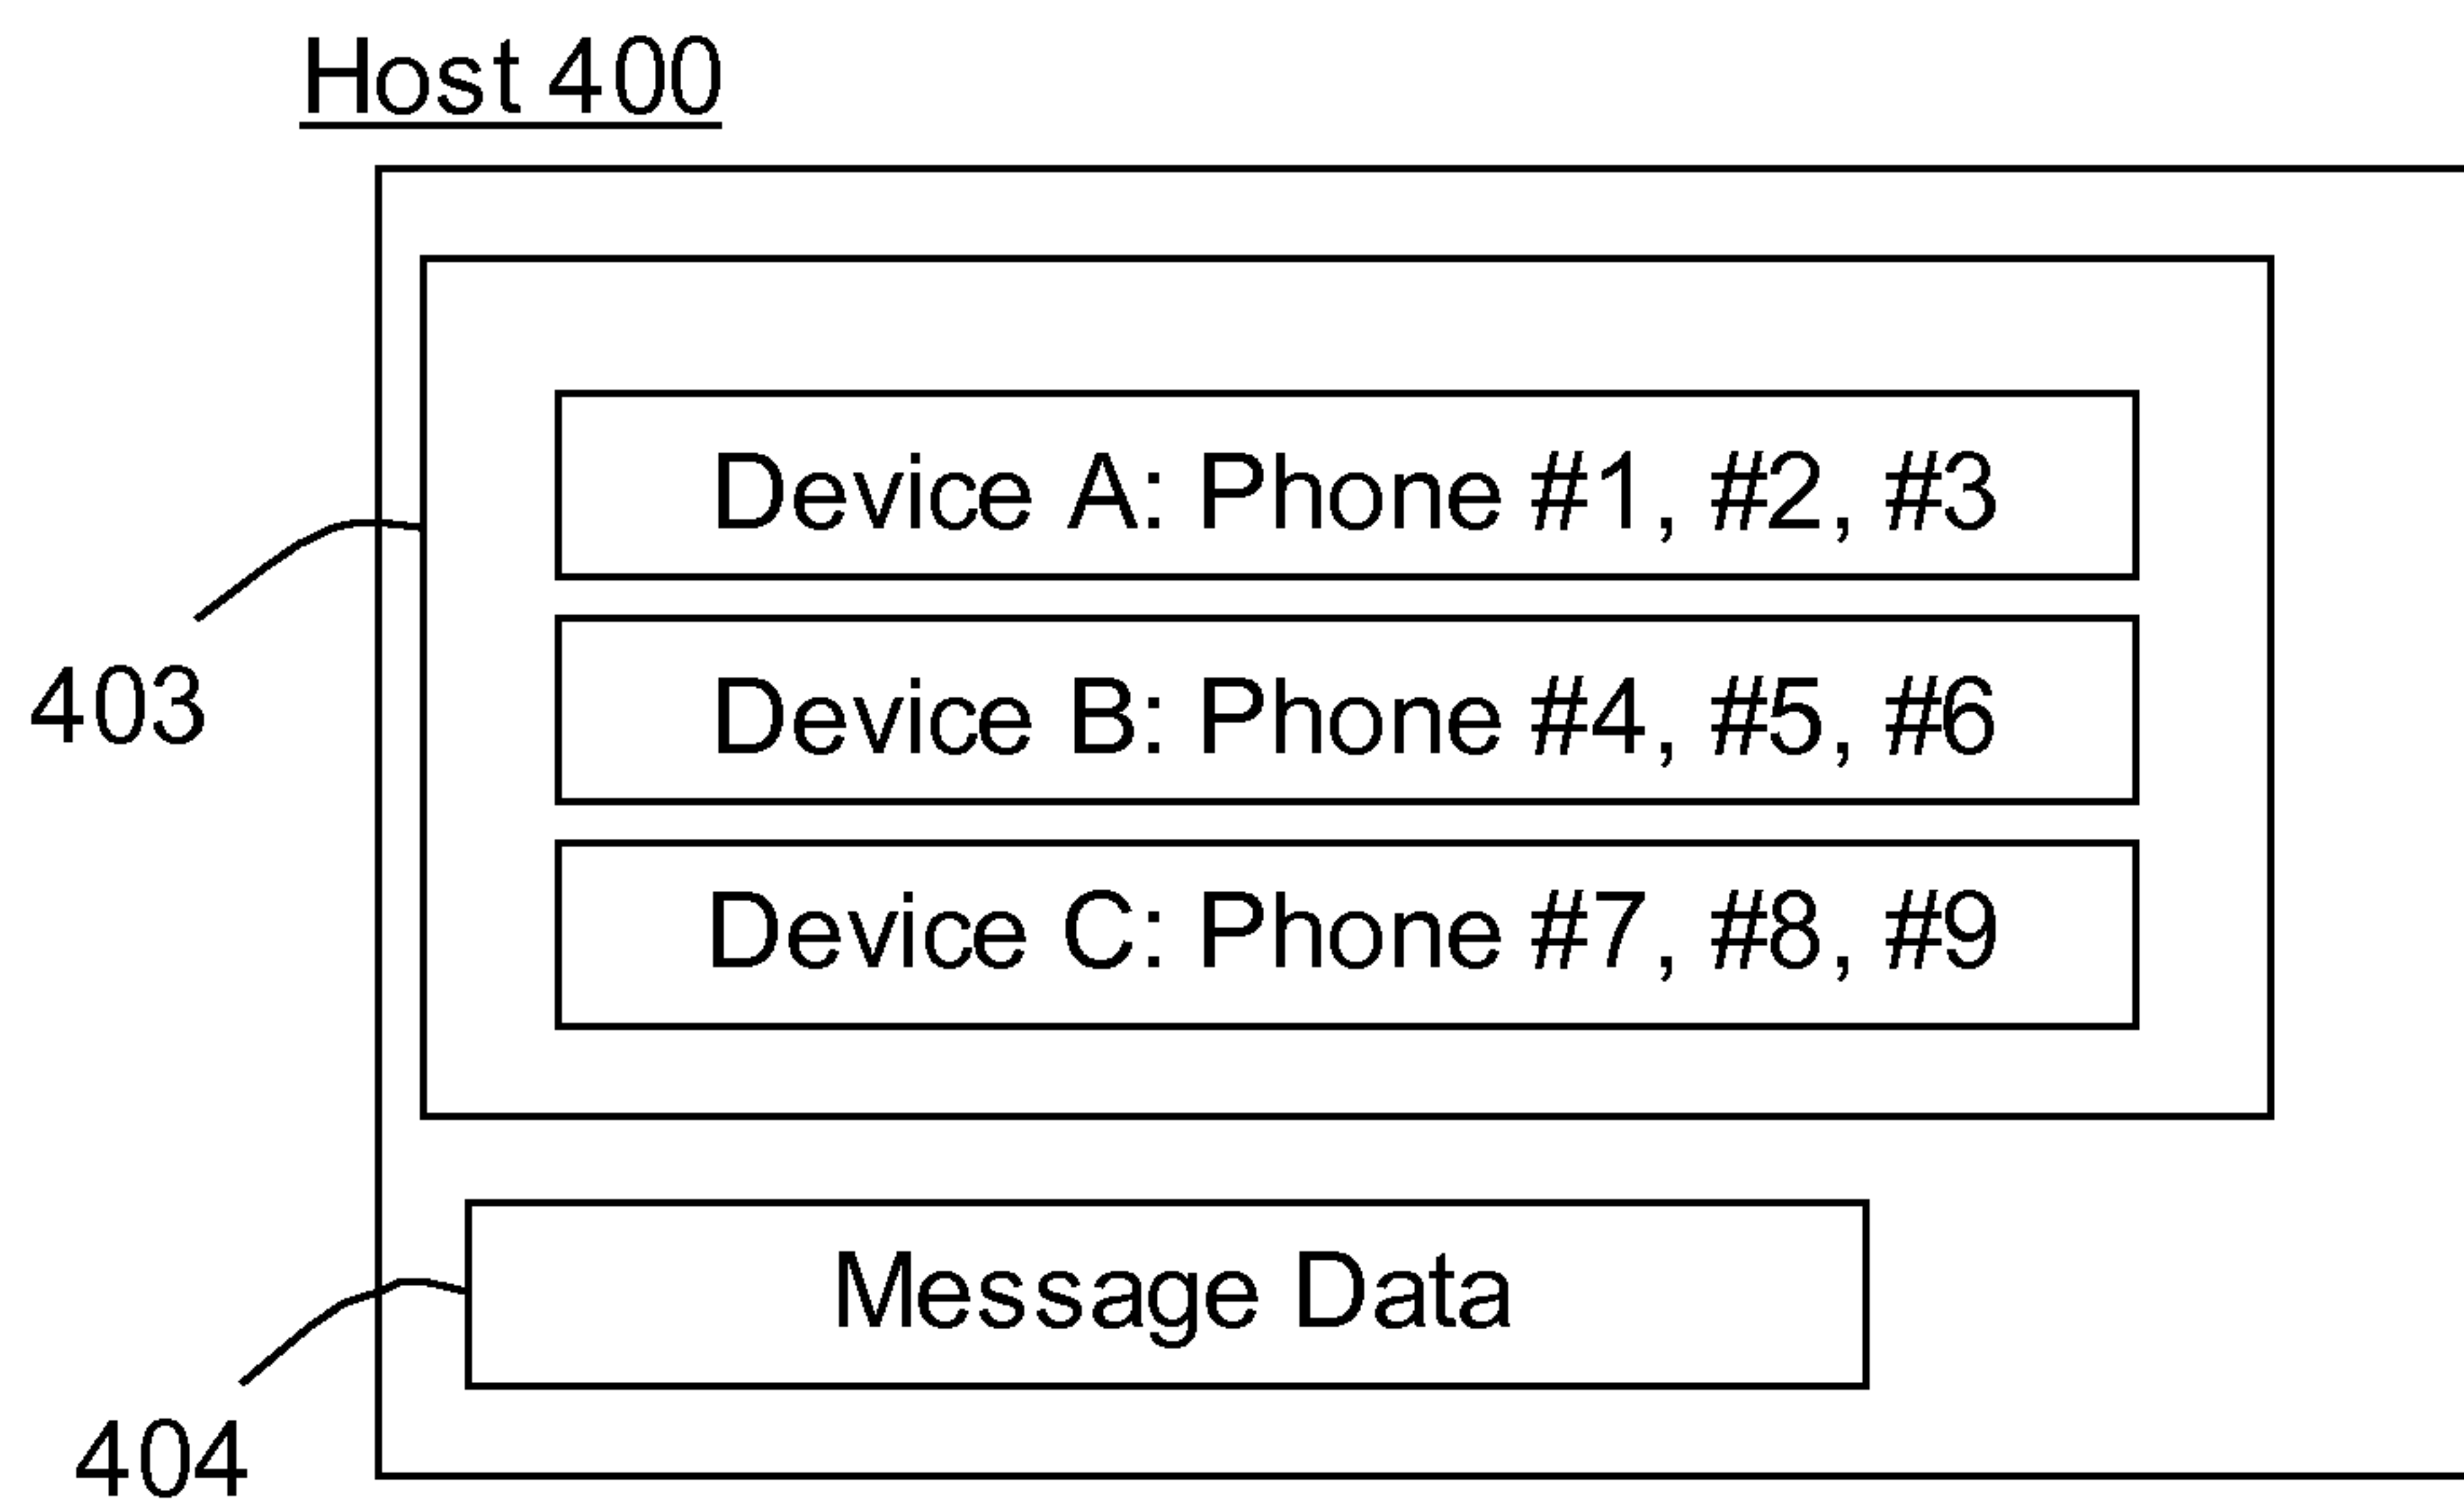 Host 400
Device A: Phone #1, #2, #3
403
Device B: Phone #4, #5, #6
Device C: Phone #7, #8, #9
Message Data
404